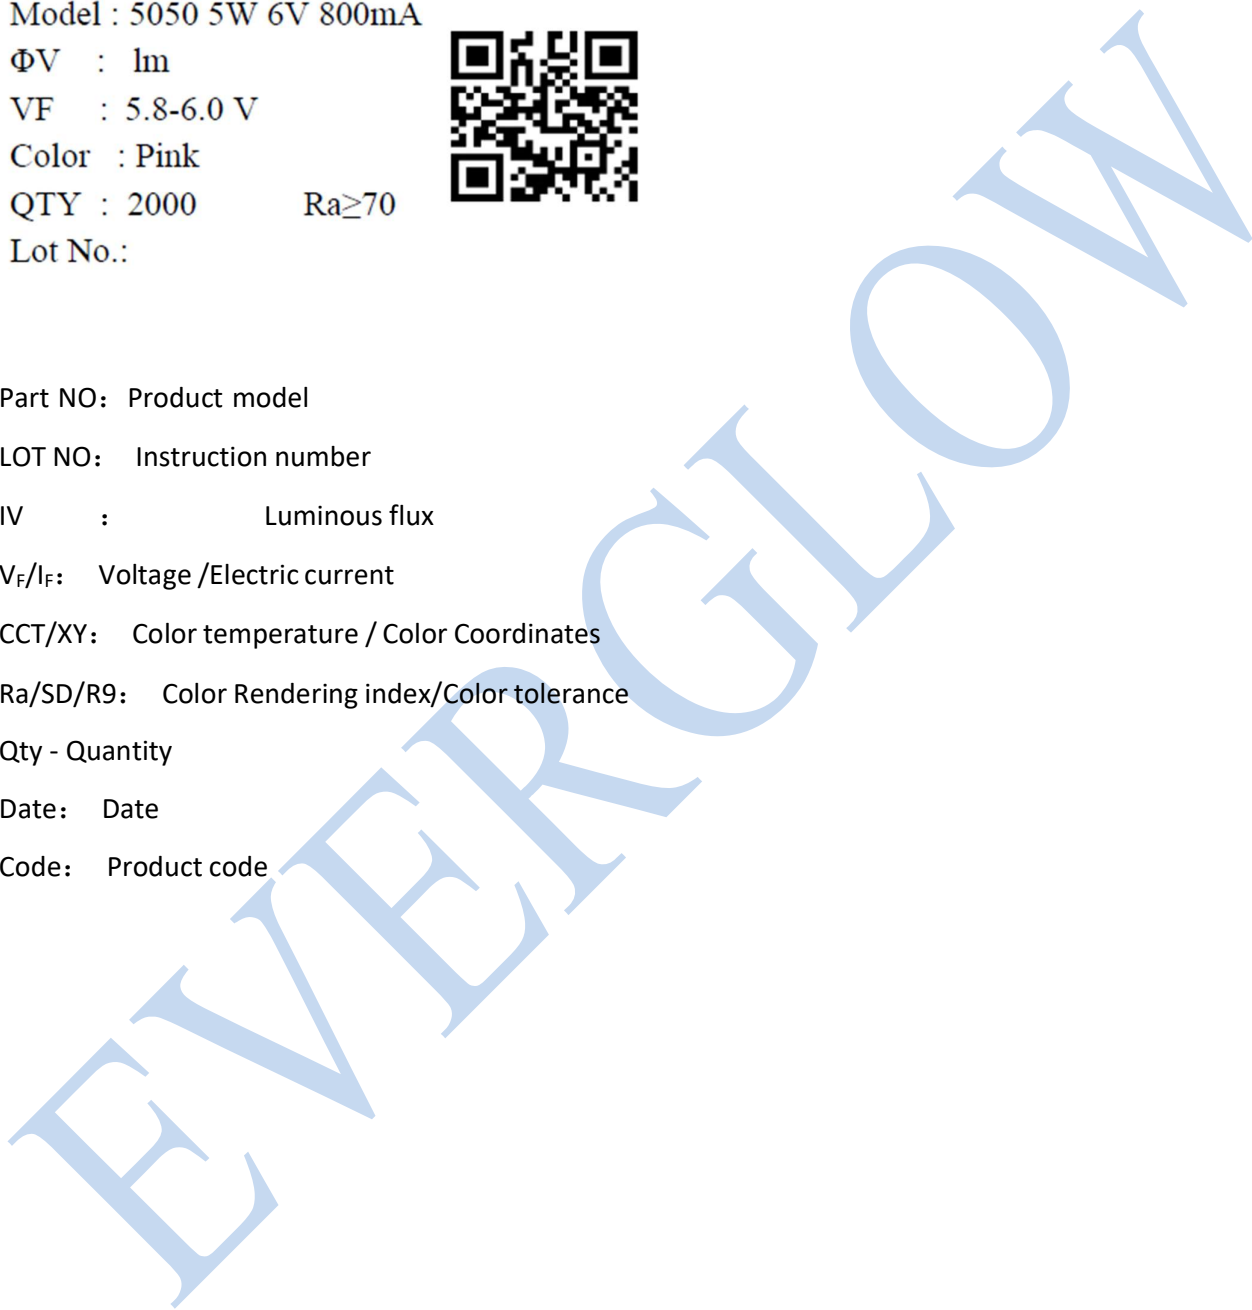 Model : 5050 5W 6V 800mA
ΦV : lm
VF : 5.8-6.0 V
Color : Pink
QTY : 2000 Ra≥70
Lot No.:
Part NO：Product model
LOT NO： Instruction number
IV ： Luminous flux
VF/IF： Voltage /Electric current
CCT/XY： Color temperature / Color Coordinates
Ra/SD/R9： Color Rendering index/Color tolerance
Qty - Quantity
Date： Date
Code： Product code
EVERGLOW